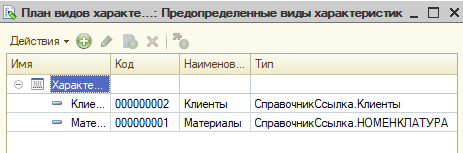 План видов характе...: Предопределенные виды характеристик
Действия
Имя Код Наименов... Тип
Характе...
Клие... 000000002 Клиенты СправочникСсылка.Клиенты
Мате... 000000001 Материалы СправочникСсылка.НОМЕНКЛАТУРА